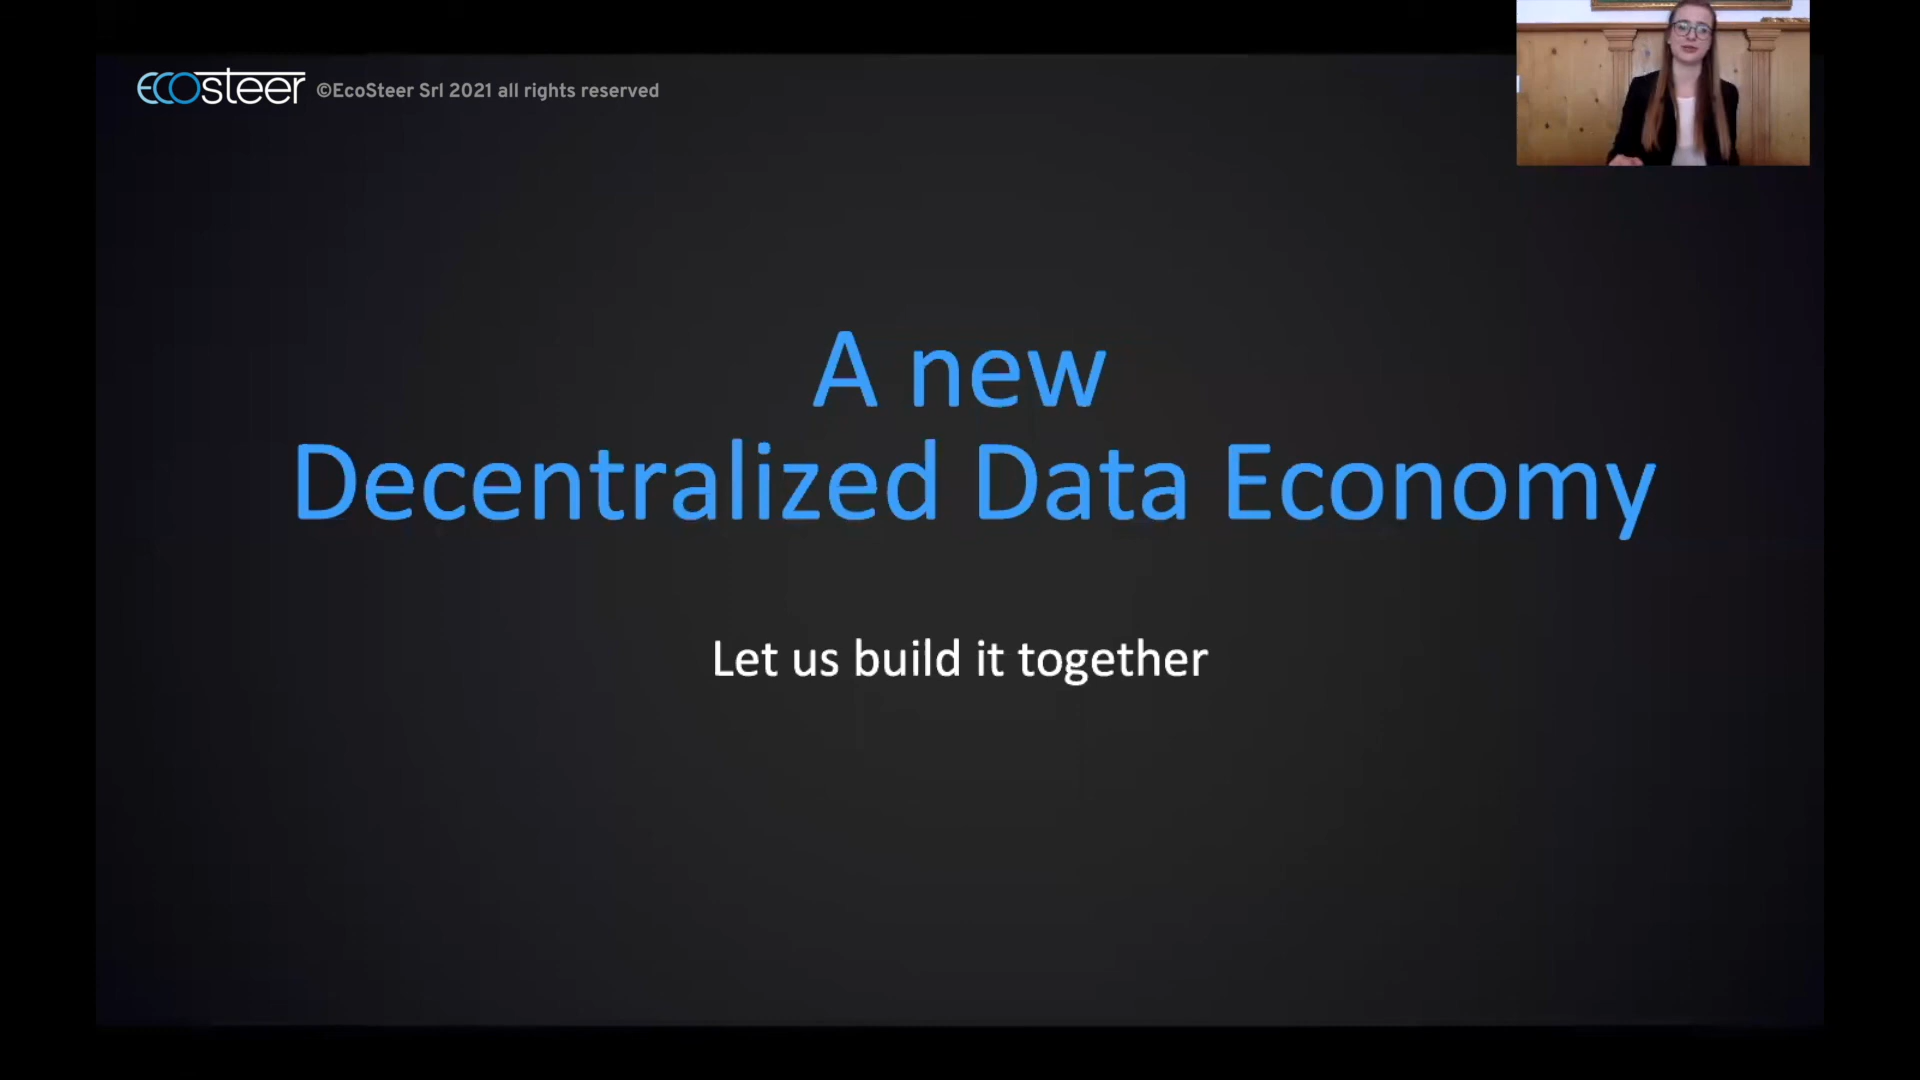 ecosteer ©EcoSteer Srl 2021 all rights reserved
A new
Decentralized Data Economy
Let us build it together